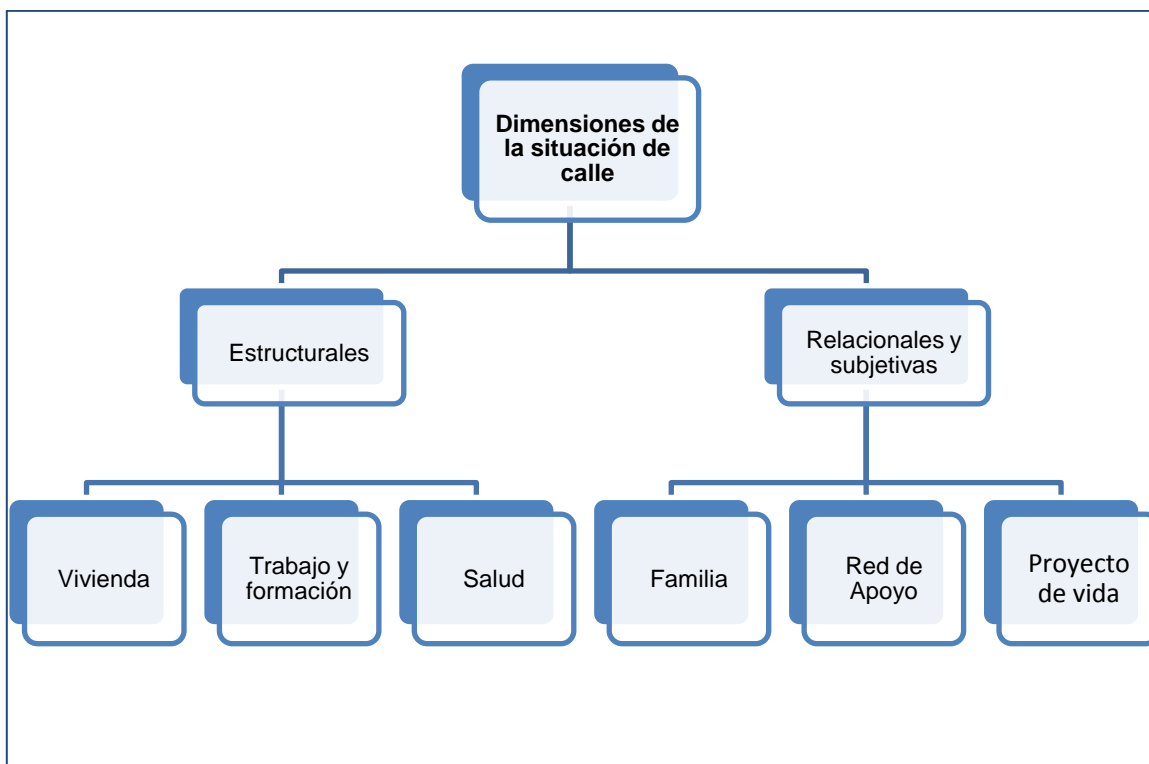 Dimensiones de
la situación de
calle
Estructurales
Relacionales y
subjetivas
Vivienda
Trabajo y
formación
Salud
Familia
Red de
Apoyo
Proyecto
de vida